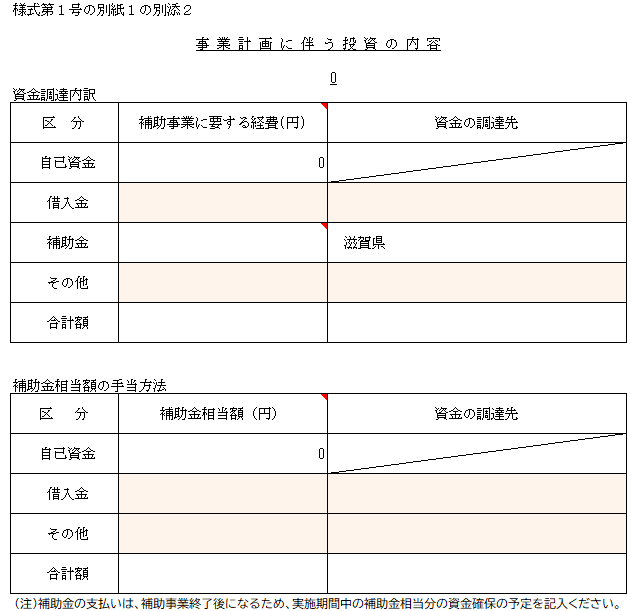 様式第１号の別紙１の別添２
事 業 計 画 に 伴 う 投 資 の 内 容
0
資金調達内訳
区　分　補助事業に要する経費(円)　資金の調達先
自己資金　0
借入金
補助金　滋賀県
その他
合計額
補助金相当額の手当方法
区　分　補助金相当額（円）　資金の調達先
自己資金　0
借入金
その他
合計額
（注）補助金の支払いは、補助事業終了後になるため、実施期間中の補助金相当分の資金確保の予定を記入ください。